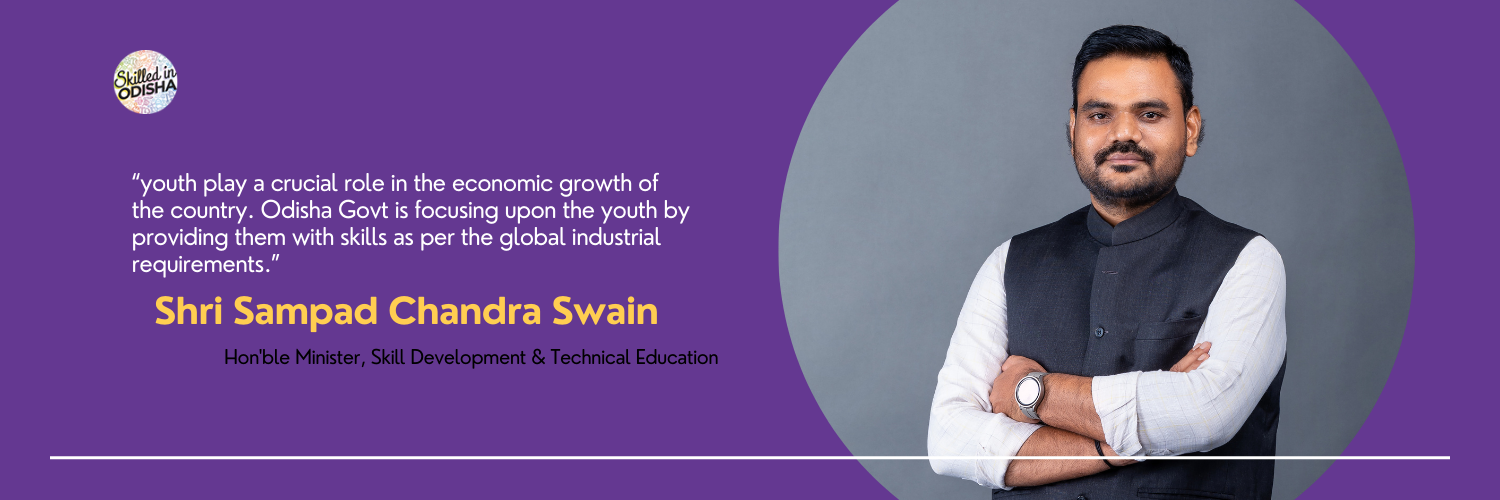 Skilled in
ODISHA
“youth play a crucial role in the economic growth of
the country. Odisha Govt is focusing upon the youth by
providing them with skills as per the global industrial
requirements.”
Shri Sampad Chandra Swain
Hon'ble Minister, Skill Development & Technical Education